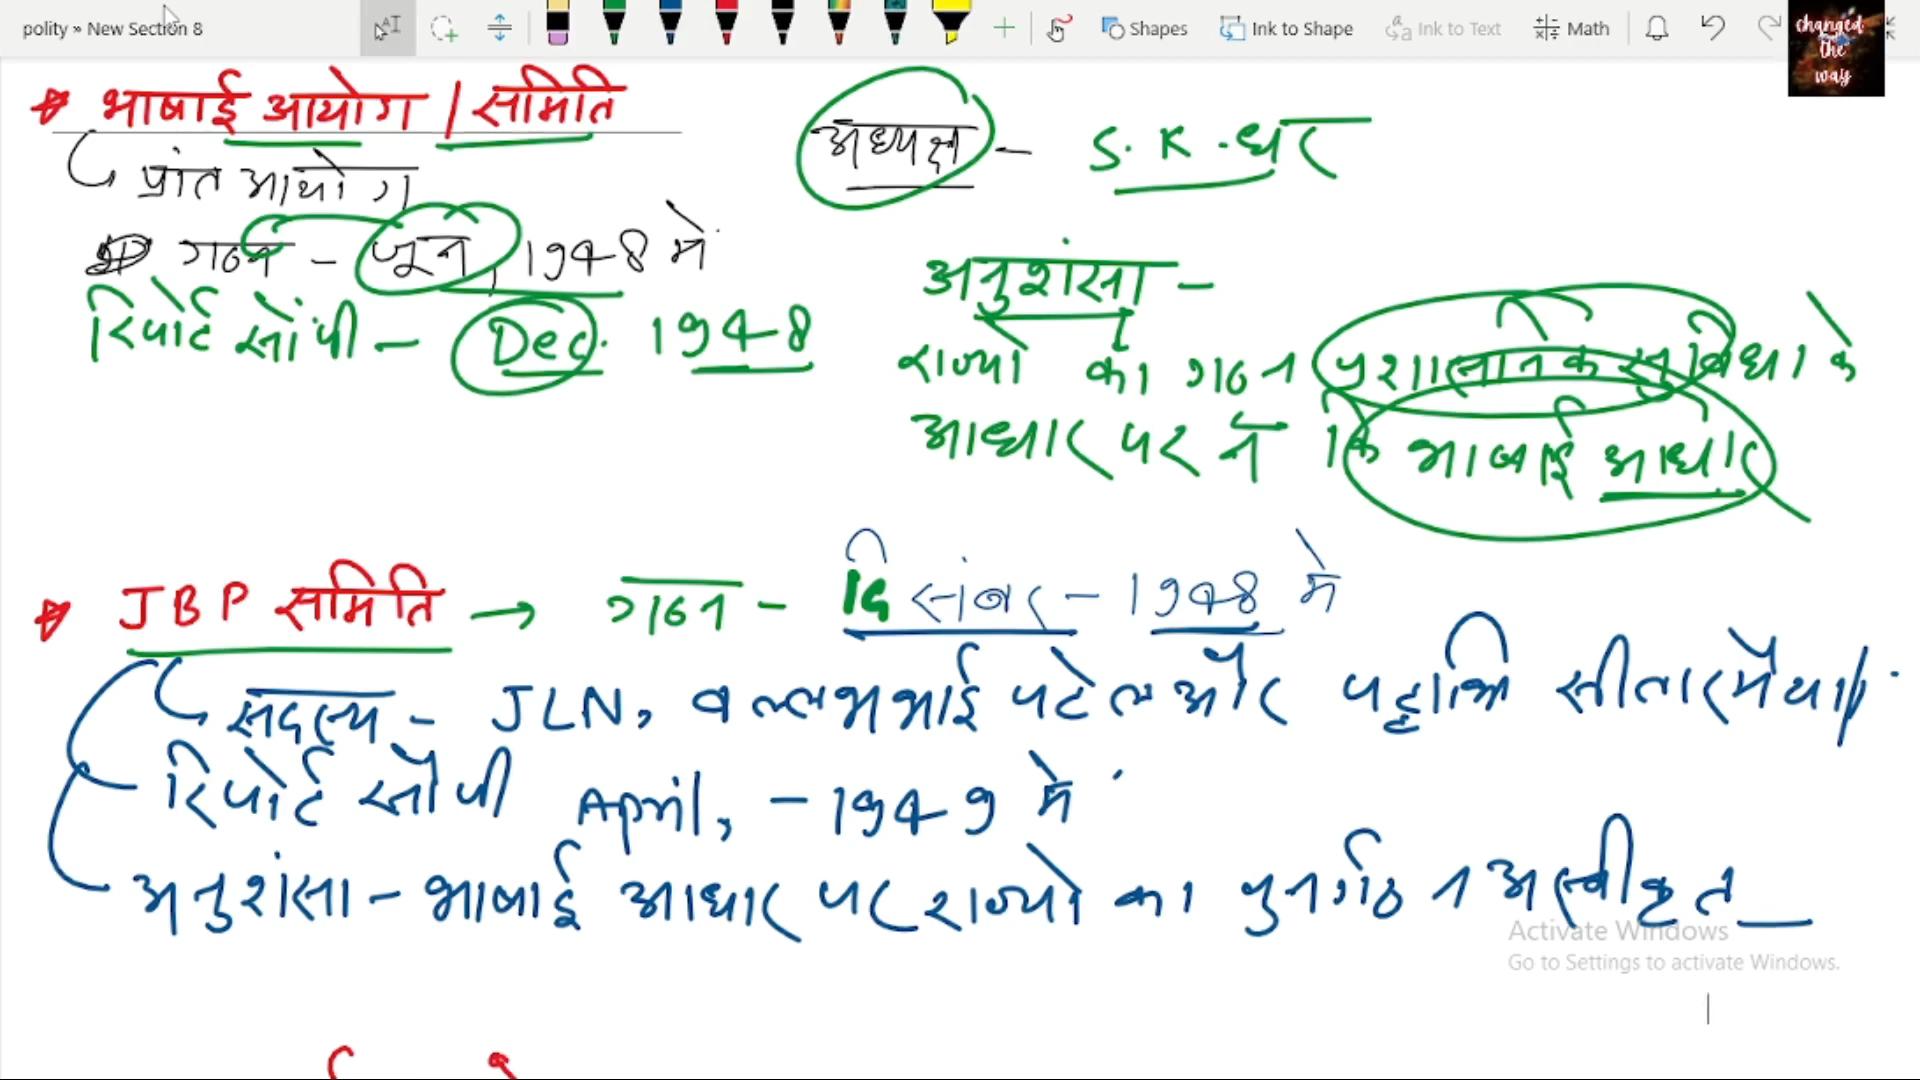 polity » New Section 8
Shapes
Ink to Shape
Ink to Text
Math
changed
the
way
भाषाई आयोग / समिति
प्रांत आयोग
अध्यक्ष - S. K. धर
गठन - जून, 1948 में
रिपोर्ट सौंपी - Dec. 1948
अनुशंसा -
राज्यों का गठन प्रशासनिक सुविधा के
आधार पर न कि भाषाई आधार
JBP समिति → गठन - दिसंबर - 1948 में
सदस्य - JLN, वल्लभभाई पटेल और पट्टाभि सीतारमैया
रिपोर्ट सौंपी April, - 1949 में
अनुशंसा - भाषाई आधार पर राज्यों का पुनर्गठन अस्वीकृत
Activate Windows
Go to Settings to activate Windows.